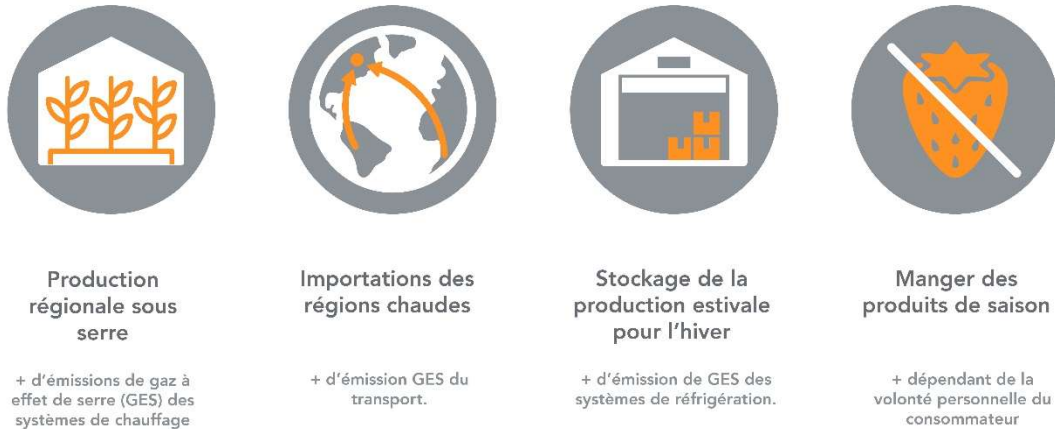 Production
régionale sous
serre
+ d'émissions de gaz à
effet de serre (GES) des
systèmes de chauffage
Importations des
régions chaudes
+ d'émission GES du
transport.
Stockage de la
production estivale
pour l'hiver
+ d'émission de GES des
systèmes de réfrigération.
Manger des
produits de saison
+ dépendant de la
volonté personnelle du
consommateur